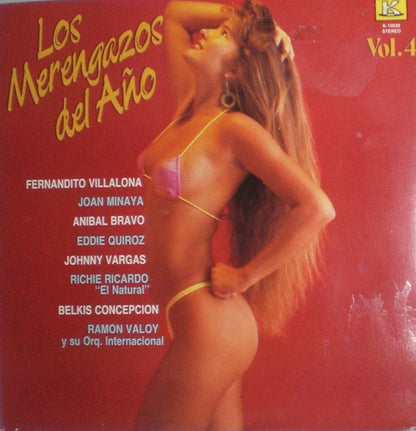 Los
Merengazos
del Año
K
K-10036
STEREO
Vol. 4
FERNANDITO VILLALONA
JOAN MINAYA
ANIBAL BRAVO
EDDIE QUIROZ
JOHNNY VARGAS
RICHIE RICARDO
"El Natural"
BELKIS CONCEPCION
RAMON VALOY
y su Orq. Internacional